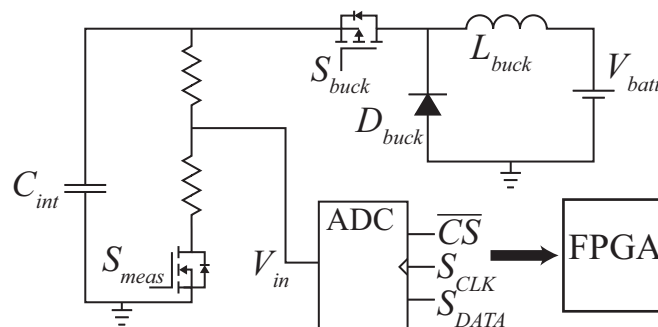 S_buck
L_buck
V_batt
D_buck
C_int
ADC
CS
FPGA
S_meas
V_in
S_CLK
S_DATA